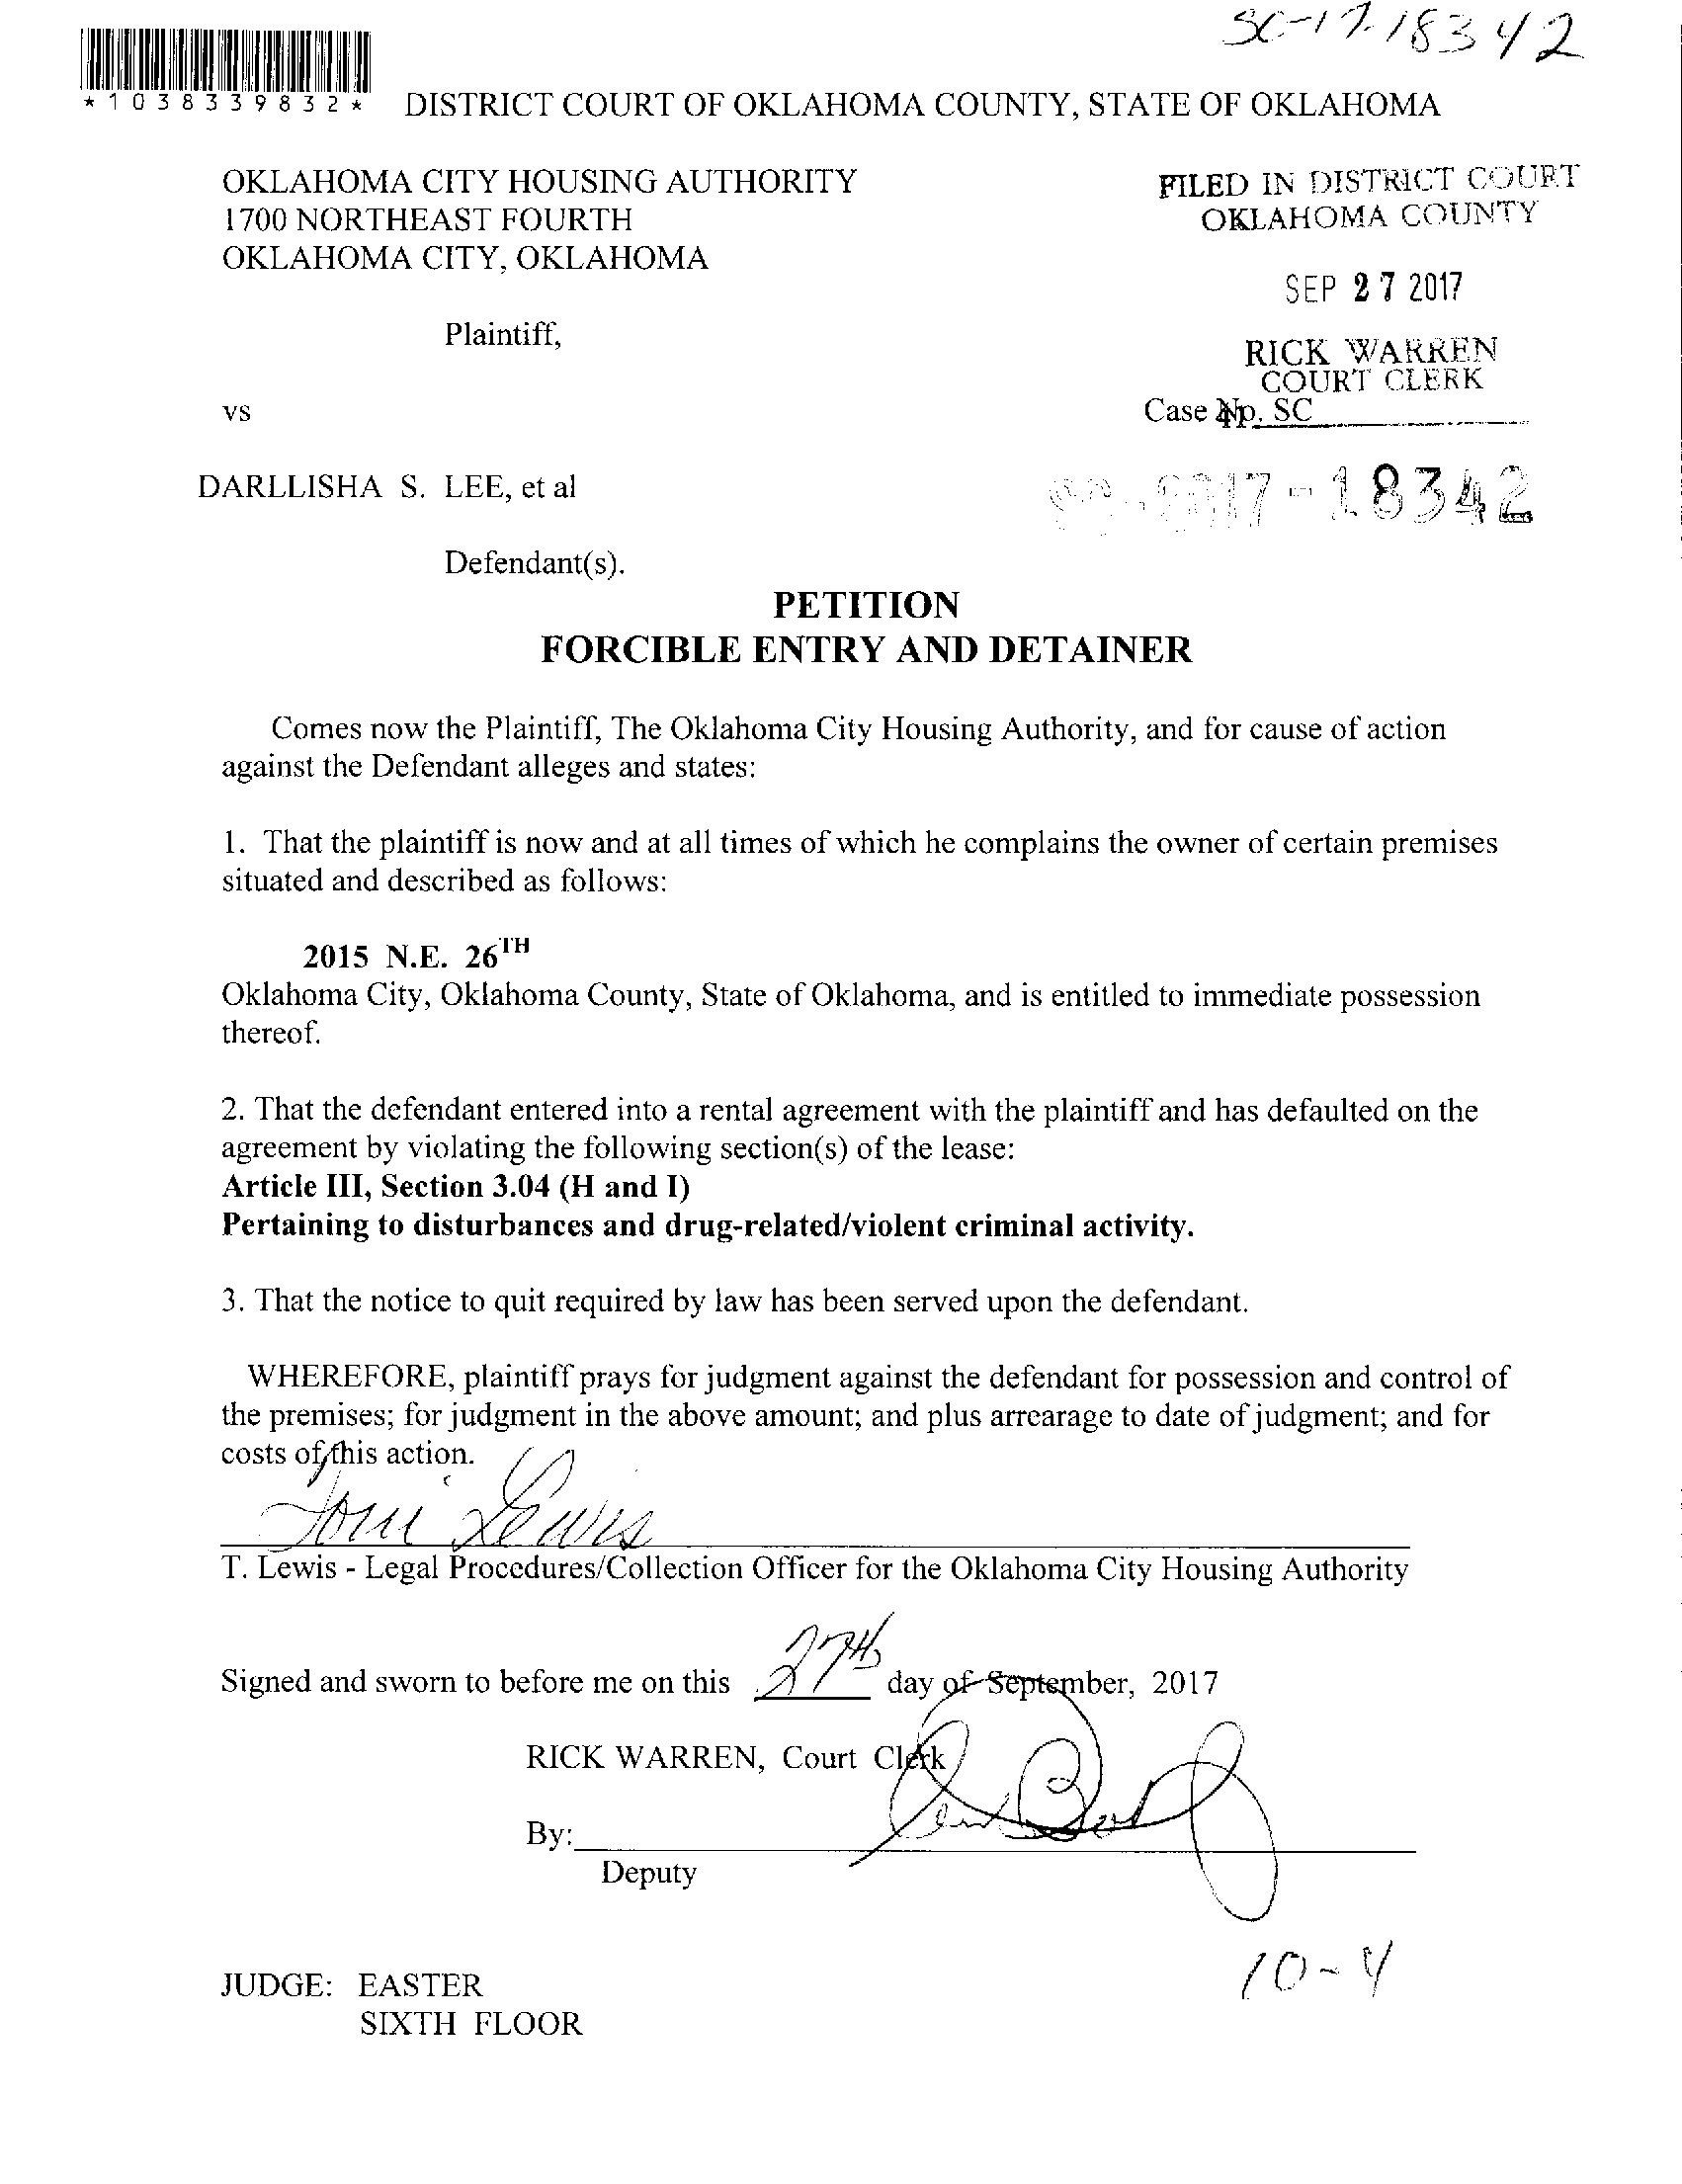 SC-17-18342
*1038339832*
DISTRICT COURT OF OKLAHOMA COUNTY, STATE OF OKLAHOMA
OKLAHOMA CITY HOUSING AUTHORITY
1700 NORTHEAST FOURTH
OKLAHOMA CITY, OKLAHOMA
FILED IN DISTRICT COURT
OKLAHOMA COUNTY
SEP 27 2017
Plaintiff,
RICK WARREN
COURT CLERK
vs
Case No. SC
DARLLISHA S. LEE, et al
SC-2017-18342
Defendant(s).
PETITION
FORCIBLE ENTRY AND DETAINER
Comes now the Plaintiff, The Oklahoma City Housing Authority, and for cause of action
against the Defendant alleges and states:
1. That the plaintiff is now and at all times of which he complains the owner of certain premises
situated and described as follows:
2015 N.E. 26TH
Oklahoma City, Oklahoma County, State of Oklahoma, and is entitled to immediate possession
thereof.
2. That the defendant entered into a rental agreement with the plaintiff and has defaulted on the
agreement by violating the following section(s) of the lease:
Article III, Section 3.04 (H and I)
Pertaining to disturbances and drug-related/violent criminal activity.
3. That the notice to quit required by law has been served upon the defendant.
WHEREFORE, plaintiff prays for judgment against the defendant for possession and control of
the premises; for judgment in the above amount; and plus arrearage to date of judgment; and for
costs of this action.
Toni Lewis
T. Lewis - Legal Procedures/Collection Officer for the Oklahoma City Housing Authority
Signed and sworn to before me on this 27th day of September, 2017
RICK WARREN, Court Clerk
By:
Deputy
10-4
JUDGE: EASTER
SIXTH FLOOR